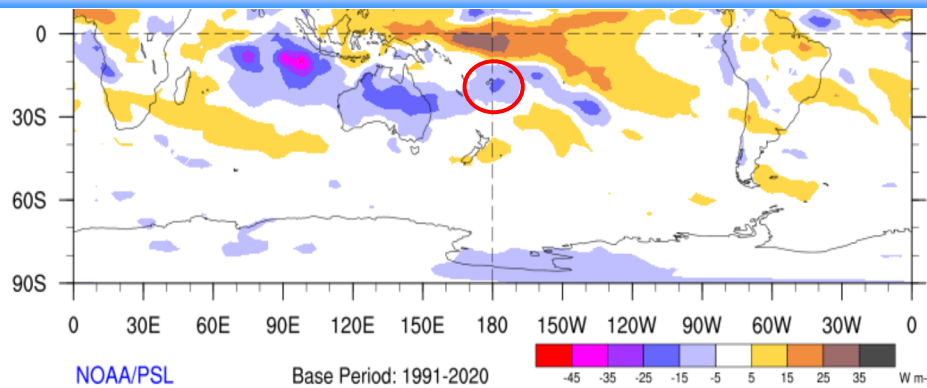 0
30S
60S
90S
0 30E 60E 90E 120E 150E 180 150W 120W 90W 60W 30W 0
-45 -35 -25 -15 -5 5 15 25 35 W m-
NOAA/PSL Base Period: 1991-2020